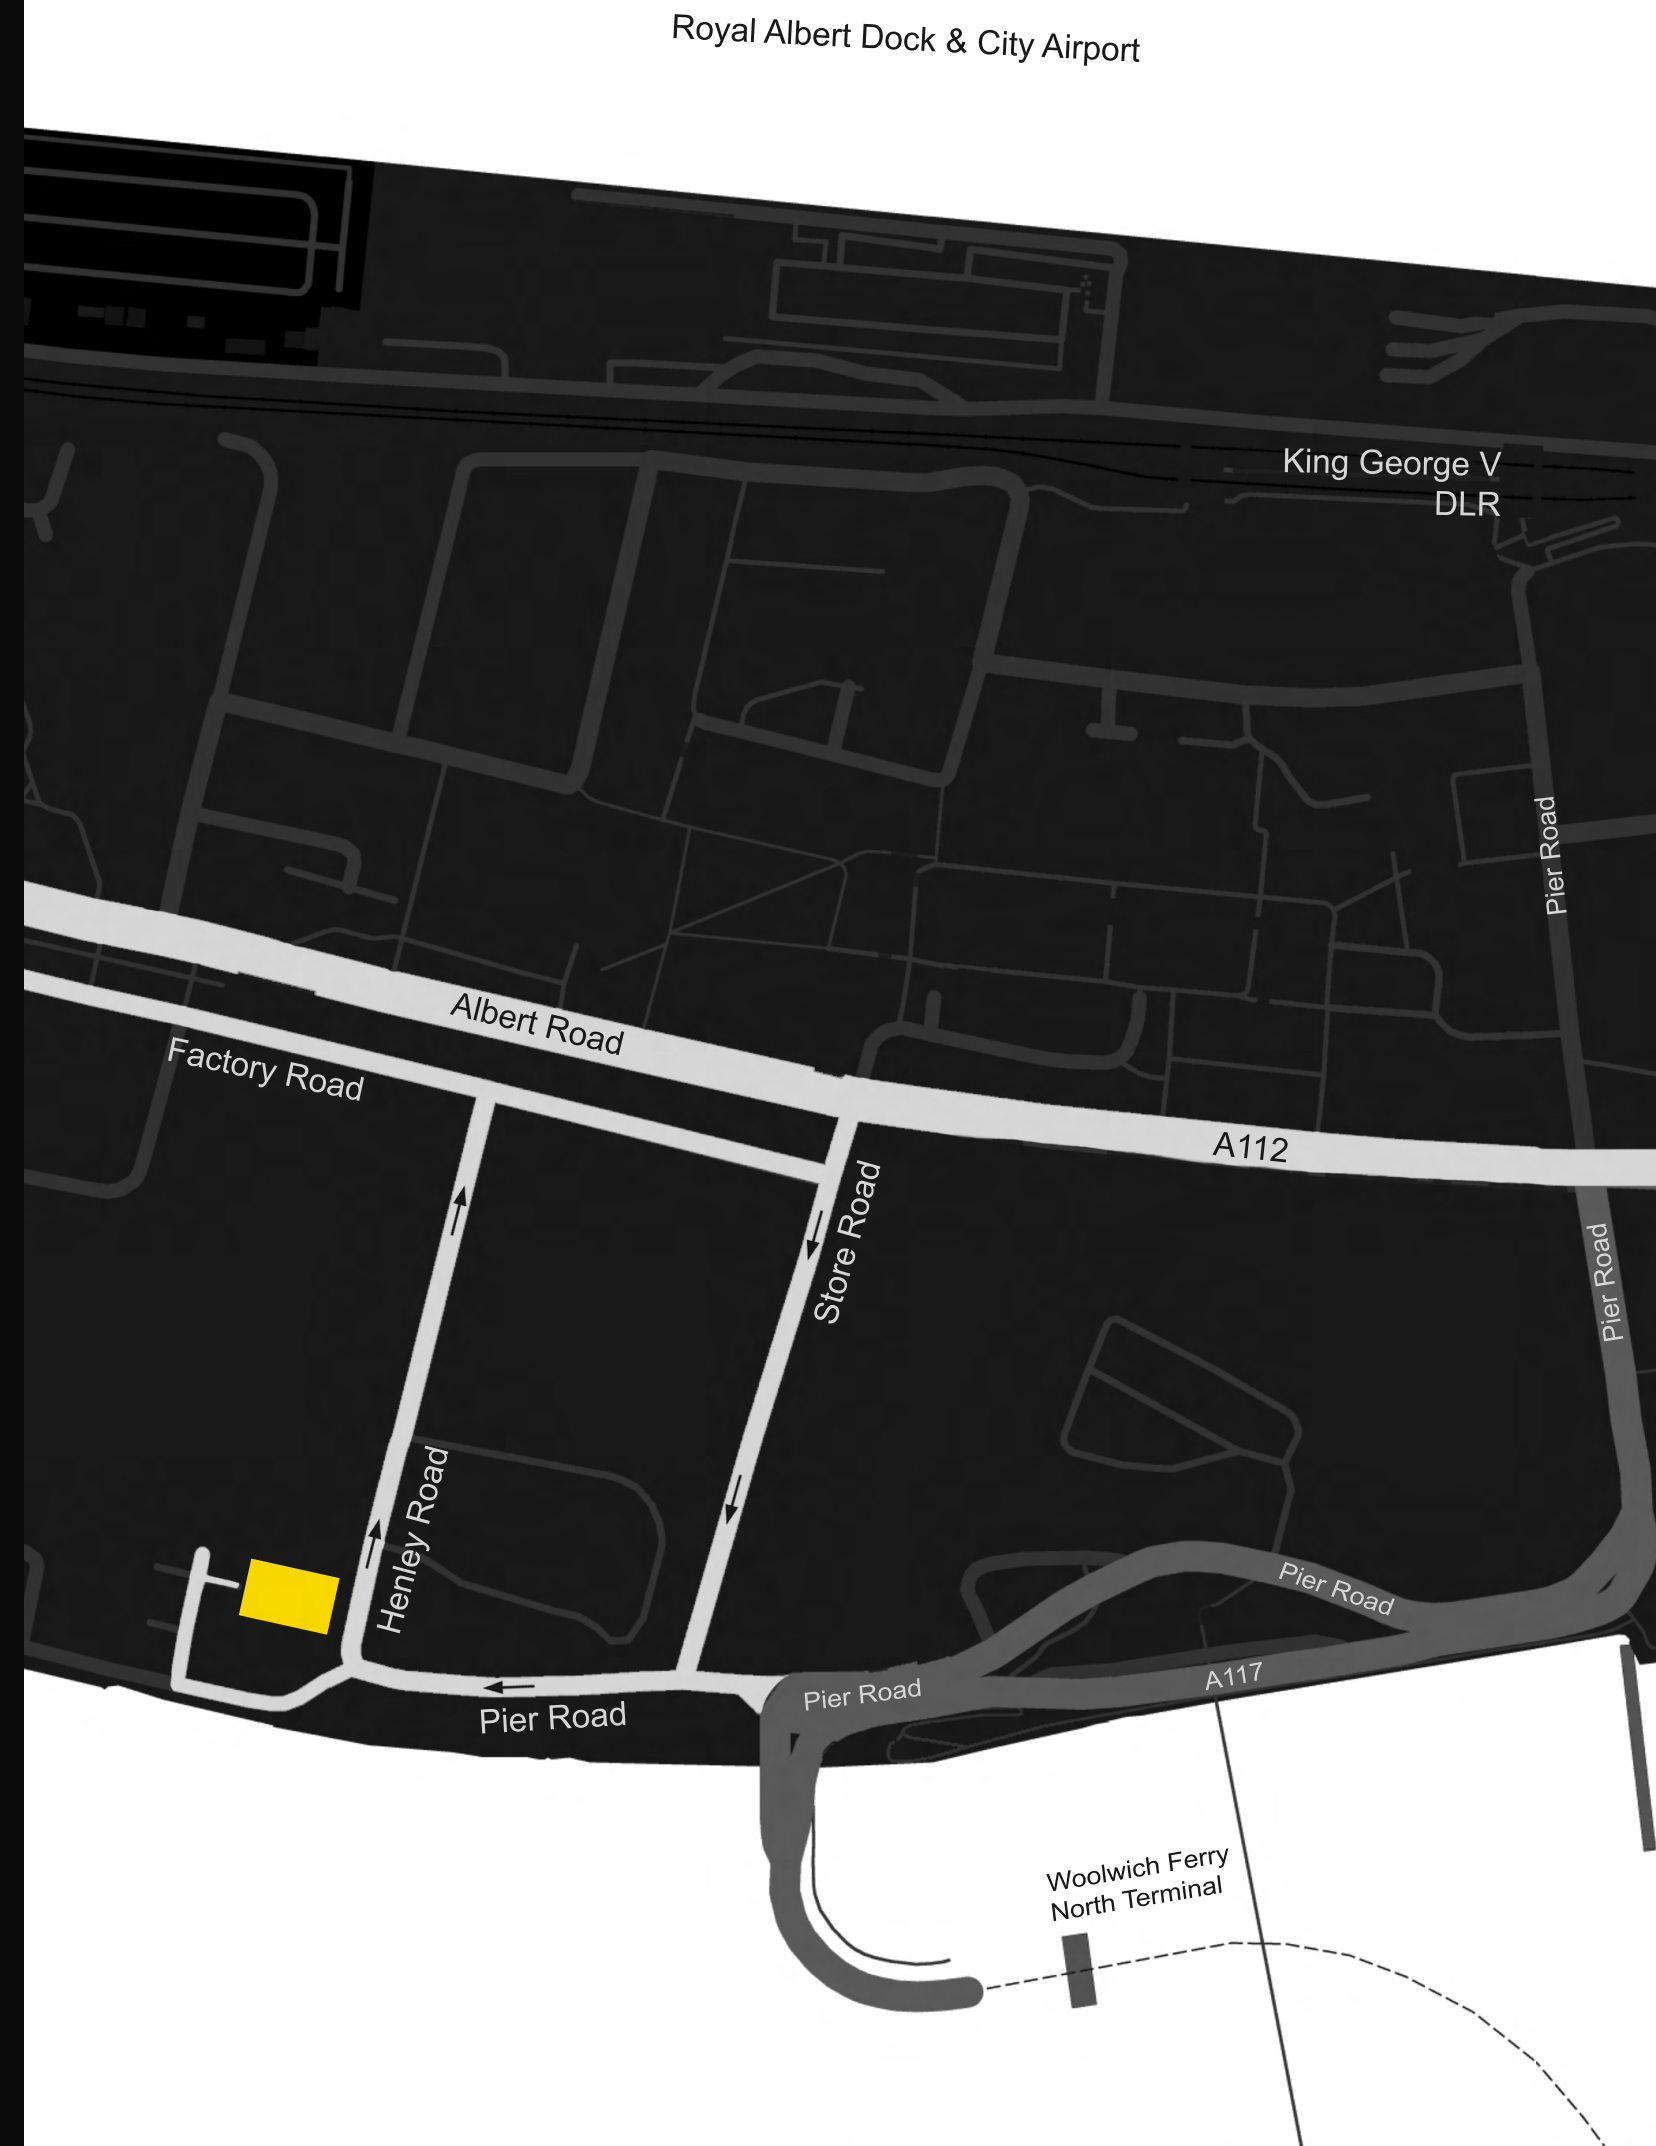 Royal Albert Dock & City Airport
King George V
DLR
Pier Road
Albert Road
Factory Road
A112
Store Road
Pier Road
Henley Road
Pier Road
A117
Pier Road
Pier Road
Woolwich Ferry
North Terminal